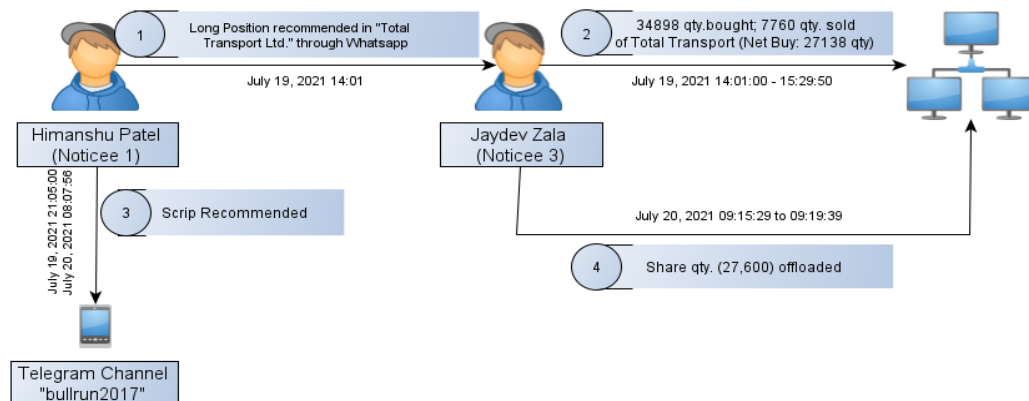 1
Long Position recommended in "Total
Transport Ltd." through Whatsapp
July 19, 2021 14:01
2
34898 qty.bought; 7760 qty. sold
of Total Transport (Net Buy: 27138 qty)
July 19, 2021 14:01:00 - 15:29:50
Himanshu Patel
(Noticee 1)
Jaydev Zala
(Noticee 3)
July 19, 2021 21:05:00
July 20, 2021 08:07:56
3
Scrip Recommended
July 20, 2021 09:15:29 to 09:19:39
4
Share qty. (27,600) offloaded
Telegram Channel
"bullrun2017"